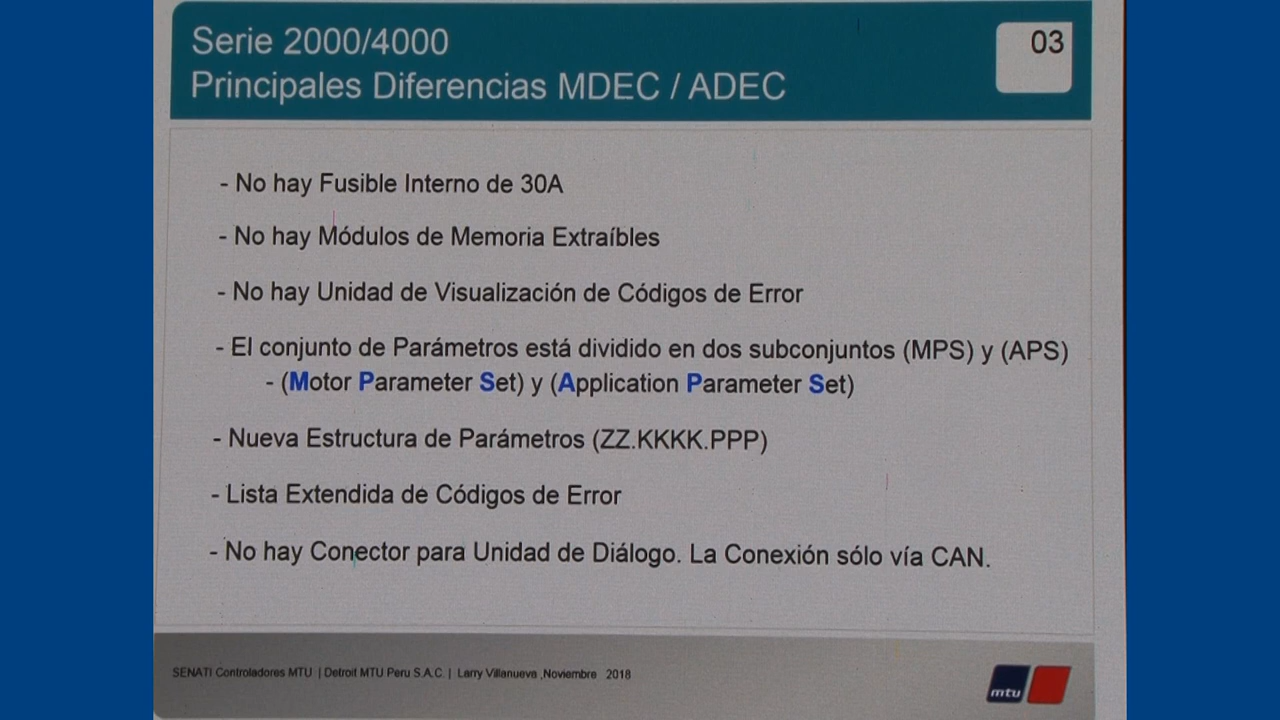 Serie 2000/4000
Principales Diferencias MDEC / ADEC
03
- No hay Fusible Interno de 30A
- No hay Módulos de Memoria Extraíbles
- No hay Unidad de Visualización de Códigos de Error
- El conjunto de Parámetros está dividido en dos subconjuntos (MPS) y (APS)
- (Motor Parameter Set) y (Application Parameter Set)
- Nueva Estructura de Parámetros (ZZ.KKKK.PPP)
- Lista Extendida de Códigos de Error
- No hay Conector para Unidad de Diálogo. La Conexión sólo vía CAN.
SENATI Controladores MTU | Detroit MTU Peru S.A.C. | Larry Villanueva ,Noviembre 2018
mtu